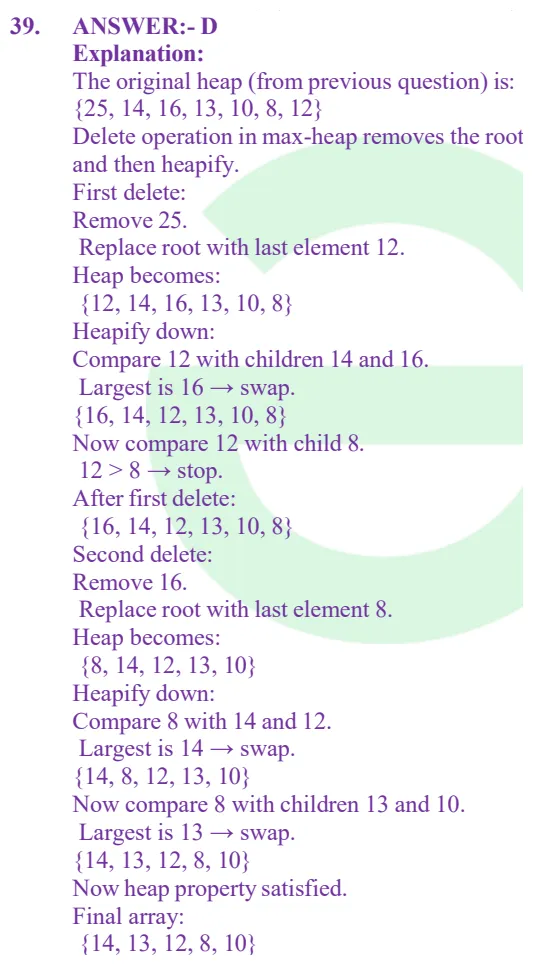 39. ANSWER:- D
Explanation:
The original heap (from previous question) is:
{25, 14, 16, 13, 10, 8, 12}
Delete operation in max-heap removes the root
and then heapify.
First delete:
Remove 25.
Replace root with last element 12.
Heap becomes:
{12, 14, 16, 13, 10, 8}
Heapify down:
Compare 12 with children 14 and 16.
Largest is 16 → swap.
{16, 14, 12, 13, 10, 8}
Now compare 12 with child 8.
12 > 8 → stop.
After first delete:
{16, 14, 12, 13, 10, 8}
Second delete:
Remove 16.
Replace root with last element 8.
Heap becomes:
{8, 14, 12, 13, 10}
Heapify down:
Compare 8 with 14 and 12.
Largest is 14 → swap.
{14, 8, 12, 13, 10}
Now compare 8 with children 13 and 10.
Largest is 13 → swap.
{14, 13, 12, 8, 10}
Now heap property satisfied.
Final array:
{14, 13, 12, 8, 10}